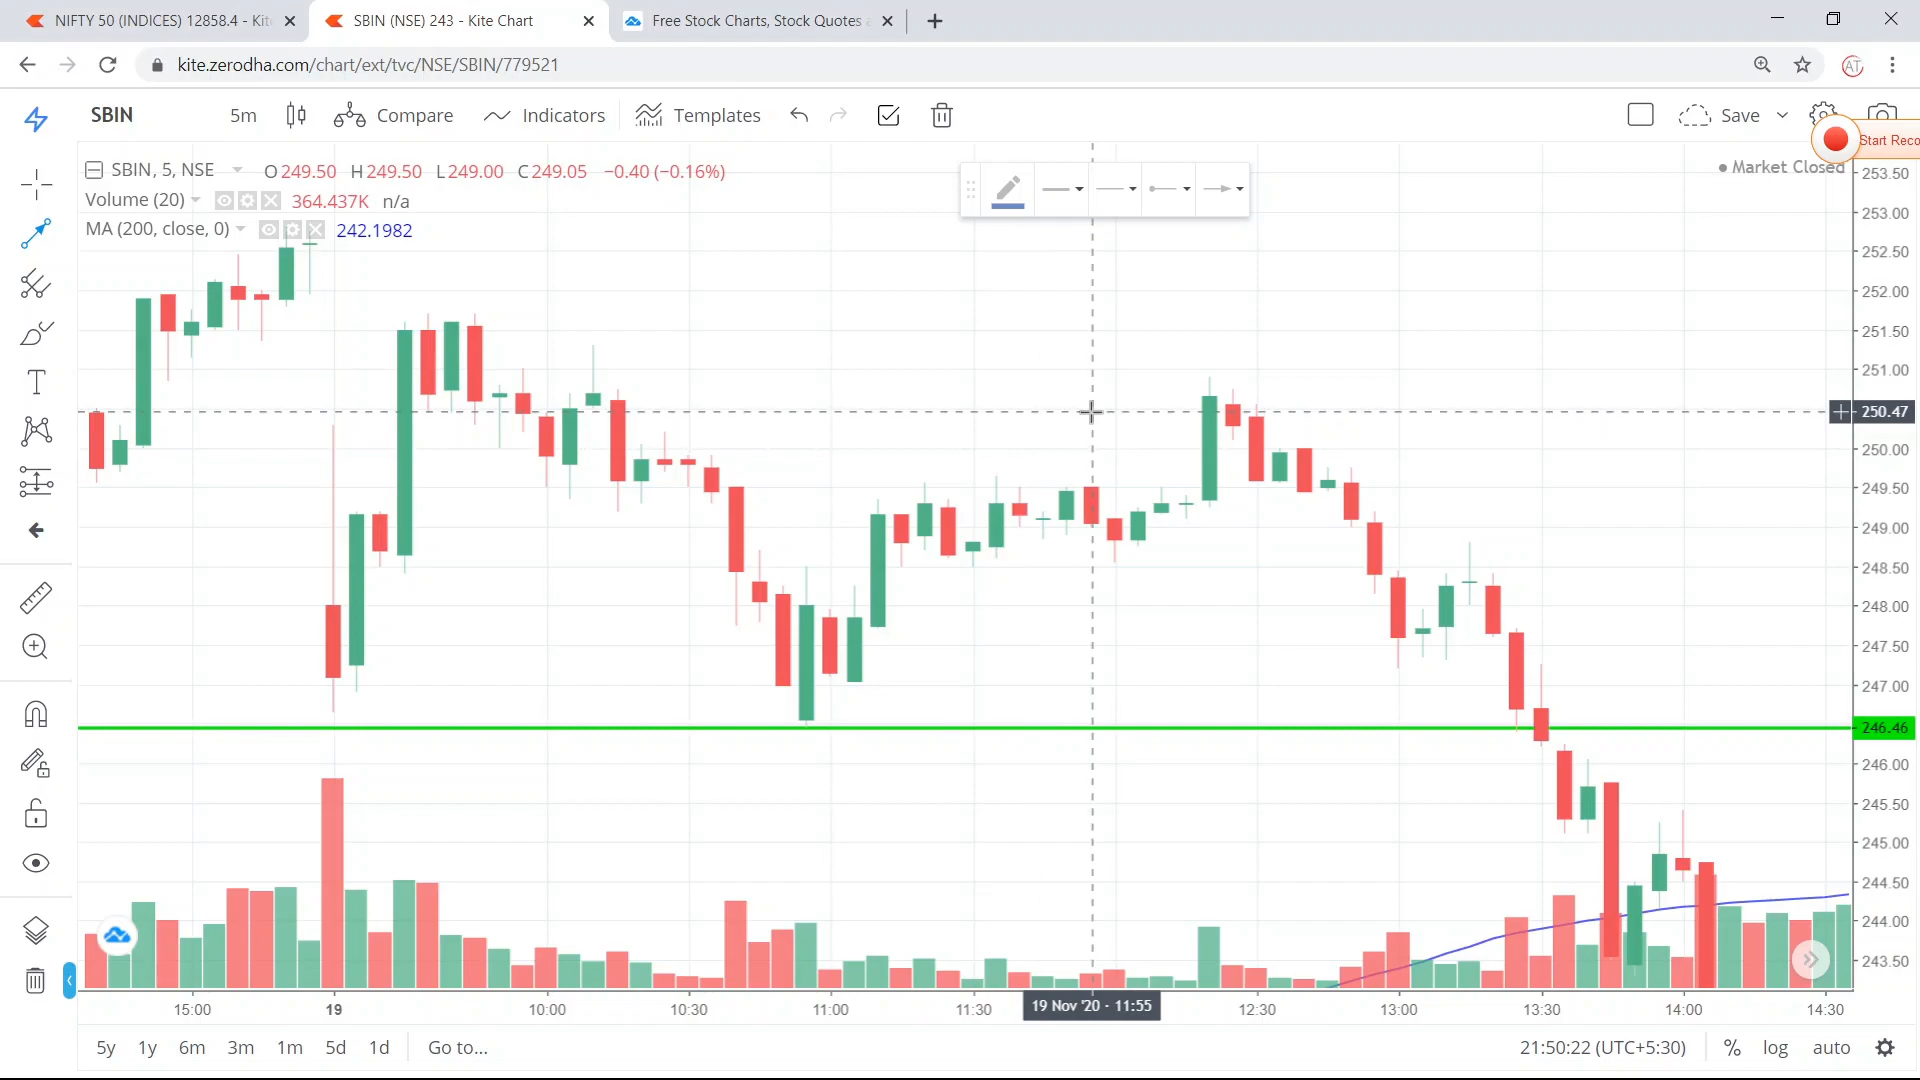 NIFTY 50 (INDICES) 12858.4 - Kit
SBIN (NSE) 243 - Kite Chart
Free Stock Charts, Stock Quotes a
kite.zerodha.com/chart/ext/tvc/NSE/SBIN/779521
AT
SBIN 5m Compare Indicators Templates Save
Start Reco
SBIN, 5, NSE O 249.50 H 249.50 L 249.00 C 249.05 −0.40 (−0.16%)
Market Closed
Volume (20) 364.437K n/a
MA (200, close, 0) 242.1982
253.50
253.00
252.50
252.00
251.50
251.00
250.47
250.00
249.50
249.00
248.50
248.00
247.50
247.00
246.46
246.00
245.50
245.00
244.50
244.00
243.50
15:00 19 10:00 10:30 11:00 11:30 19 Nov '20 - 11:55 12:30 13:00 13:30 14:00 14:30
5y 1y 6m 3m 1m 5d 1d Go to... 21:50:22 (UTC+5:30) % log auto